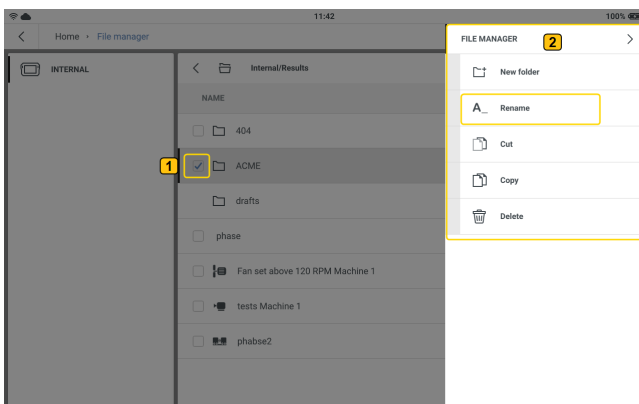 11:42
100%
Home File manager
FILE MANAGER
2
INTERNAL
Internal/Results
New folder
NAME
A_ Rename
404
Cut
1
ACME
Copy
drafts
Delete
phase
Fan set above 120 RPM Machine 1
tests Machine 1
phabse2